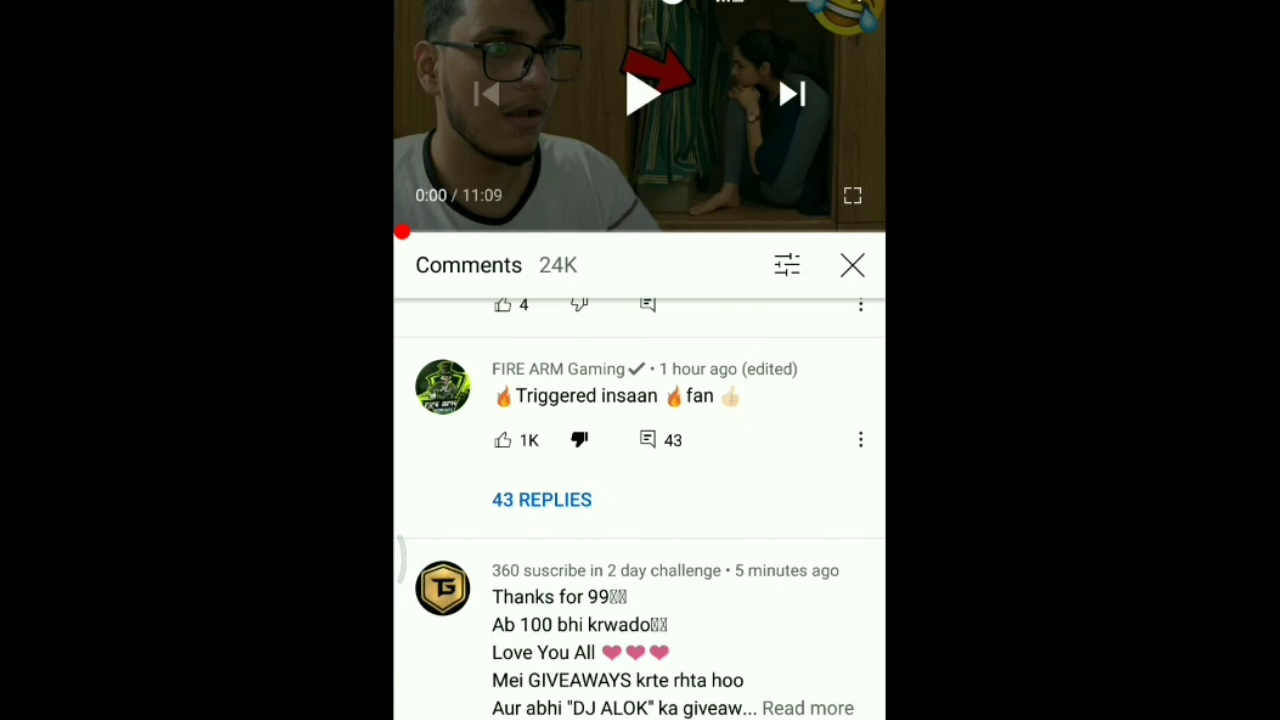 0:00 / 11:09
Comments 24K
4
FIRE ARM Gaming • 1 hour ago (edited)
🔥Triggered insaan 🔥fan 👍🏻
1K 43
43 REPLIES
360 suscribe in 2 day challenge • 5 minutes ago
Thanks for 99
Ab 100 bhi krwado
Love You All ❤❤❤
Mei GIVEAWAYS krte rhta hoo
Aur abhi "DJ ALOK" ka giveaw... Read more